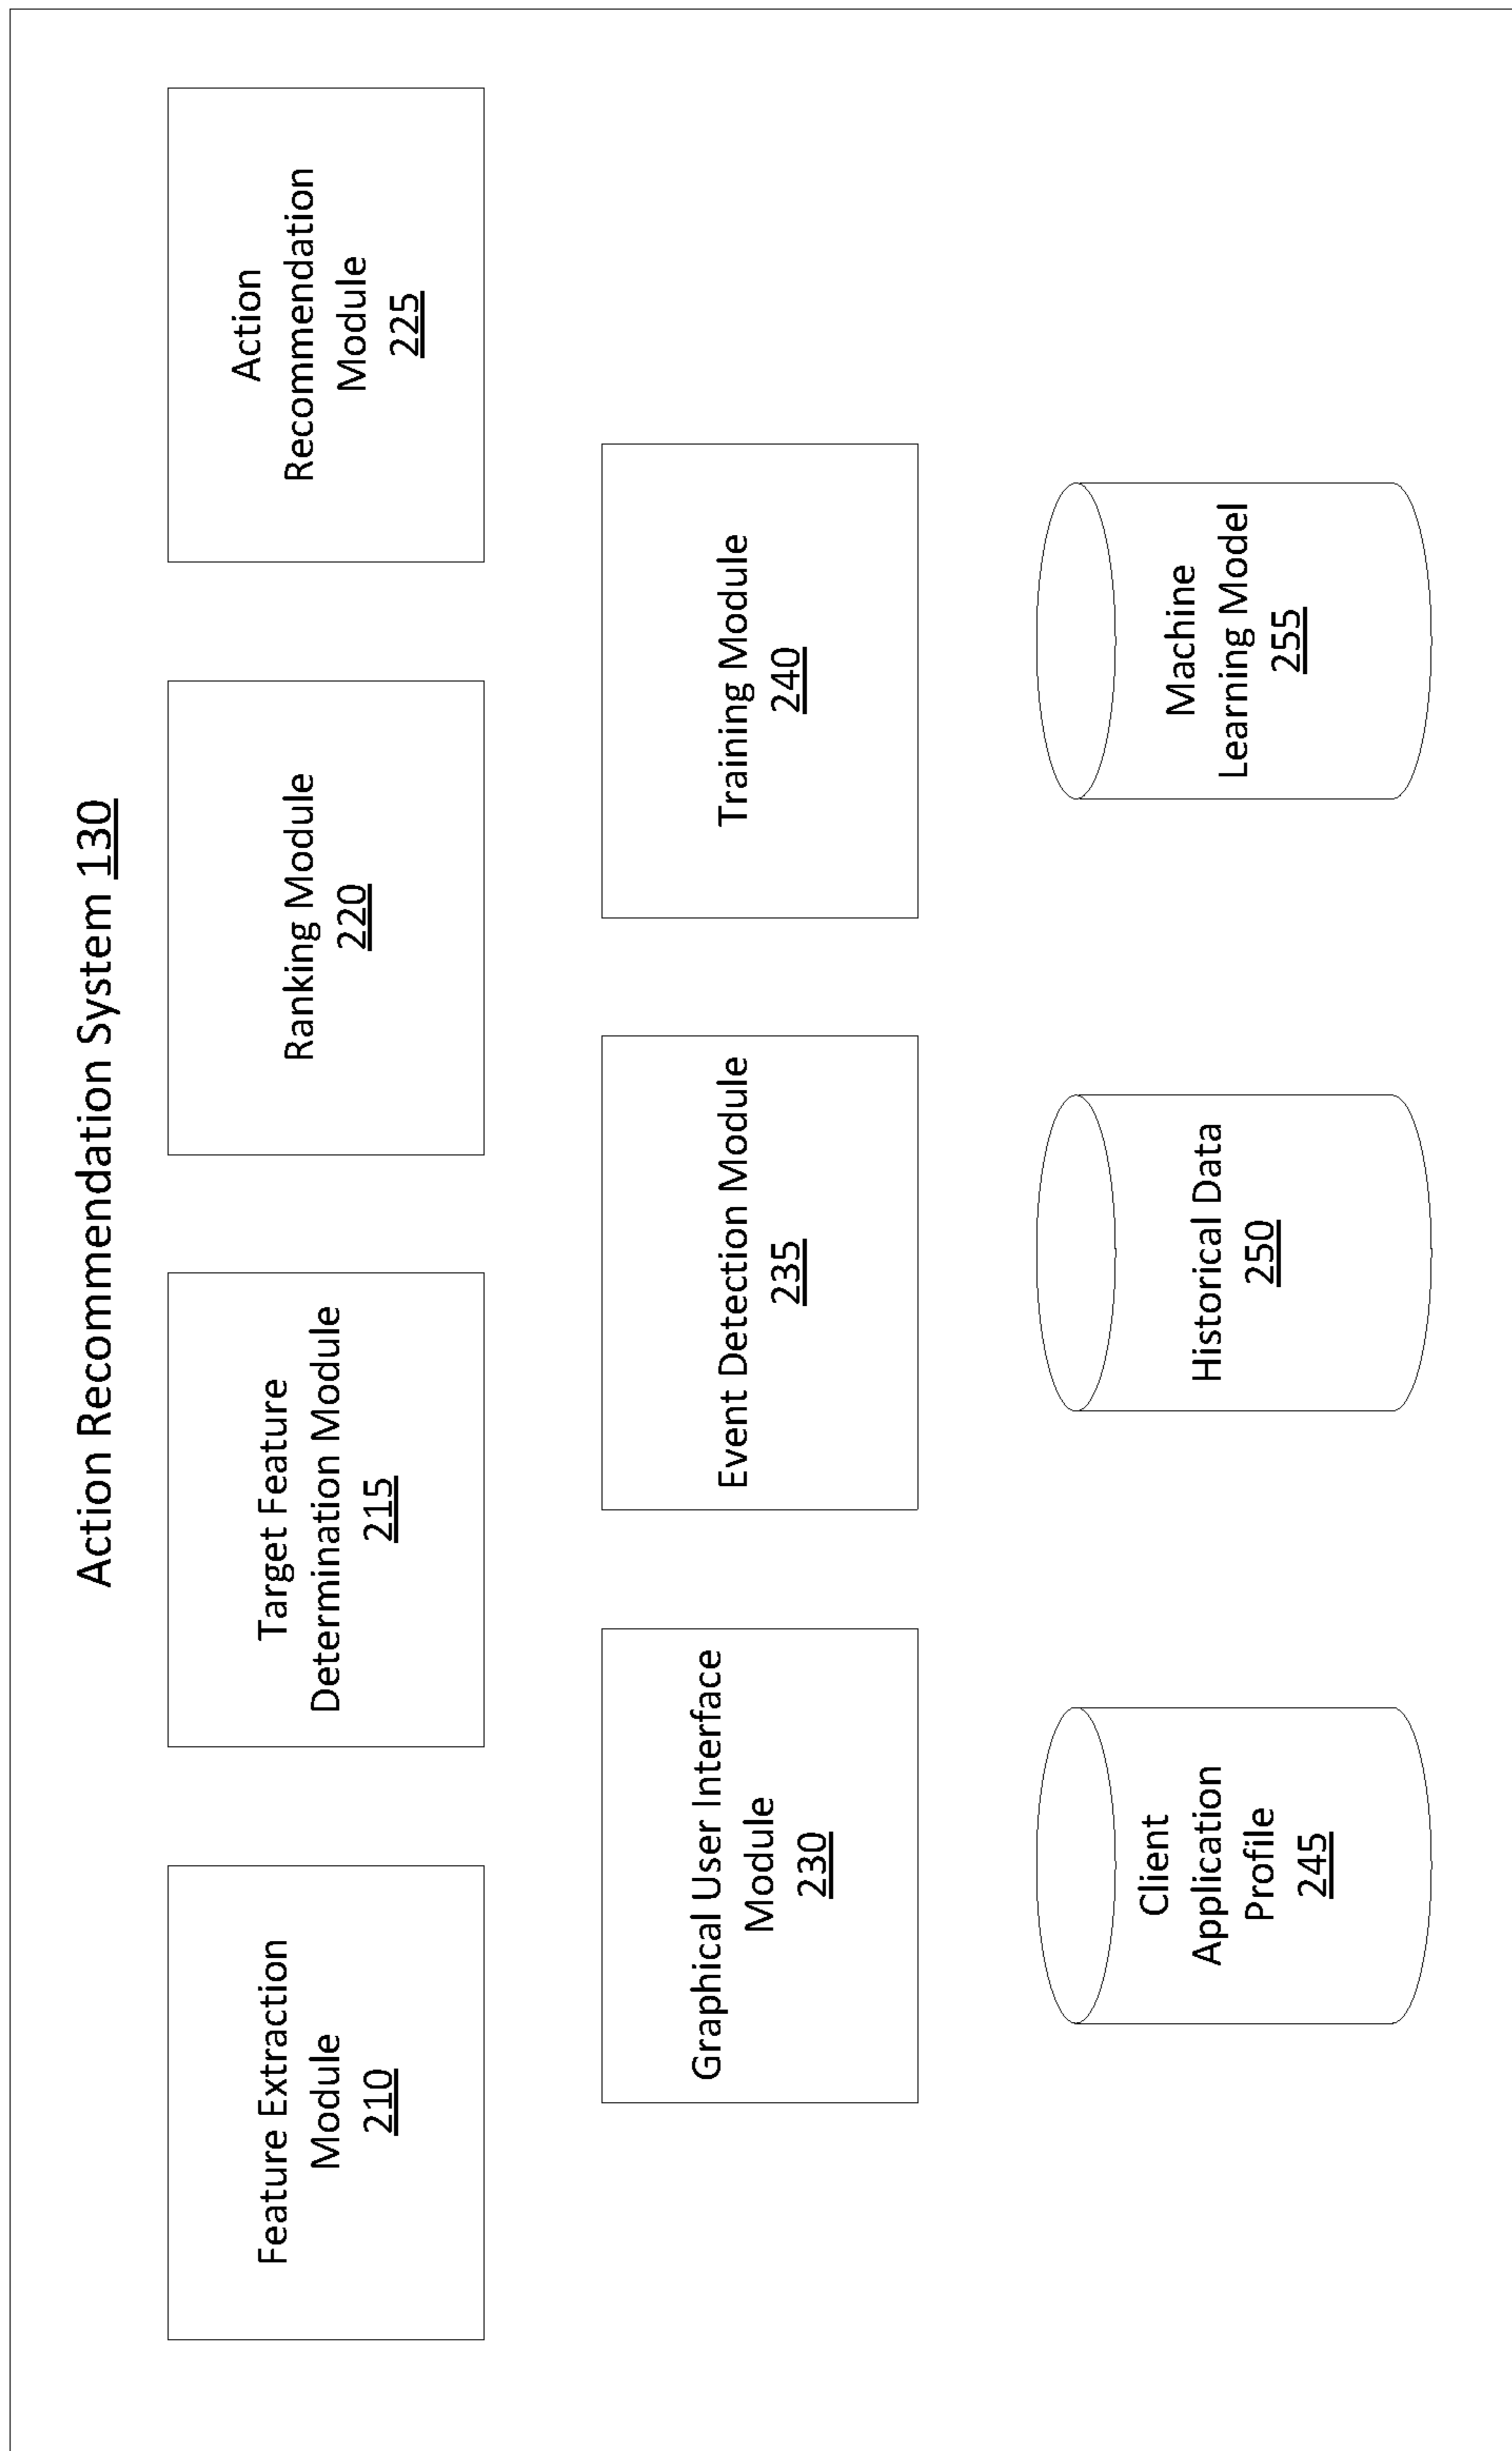 Action Recommendation System 130
Feature Extraction
Module
210
Target Feature
Determination Module
215
Ranking Module
220
Action
Recommendation
Module
225
Graphical User Interface
Module
230
Event Detection Module
235
Training Module
240
Client
Application
Profile
245
Historical Data
250
Machine
Learning Model
255